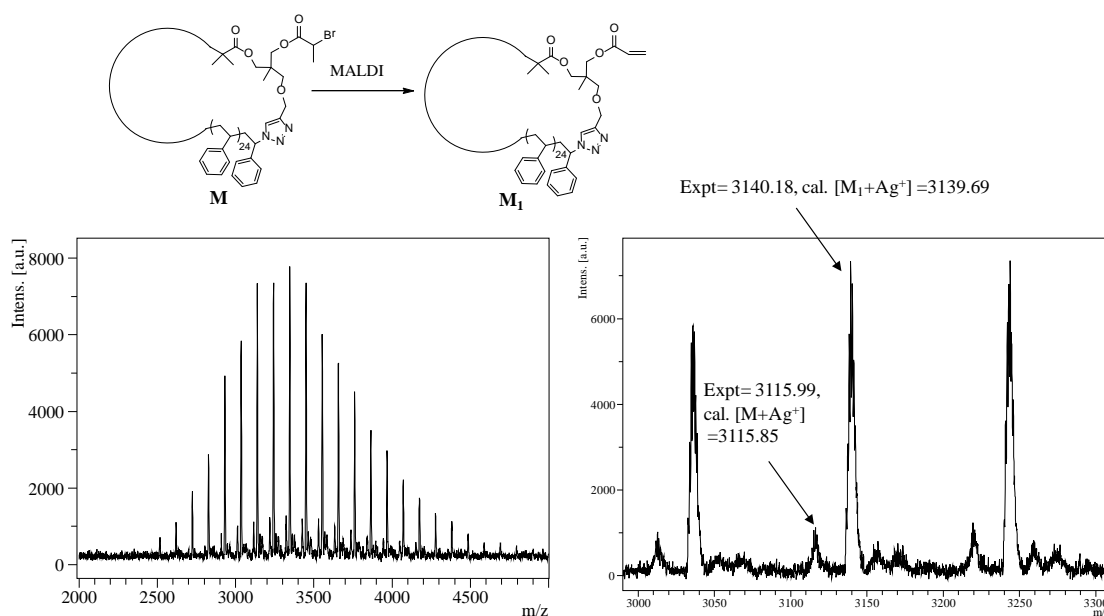 O
O
O
O
Br
MALDI
O
O
O
O
O
O
N
N
N
N
N
N
24
24
M
M1
Expt= 3140.18, cal. [M1+Ag+] =3139.69
Intens. [a.u.]
8000
6000
4000
2000
0
2000 2500 3000 3500 4000 4500
m/z
Intens. [a.u.]
6000
4000
2000
0
Expt= 3115.99,
cal. [M+Ag+]
=3115.85
3000 3050 3100 3150 3200 3250